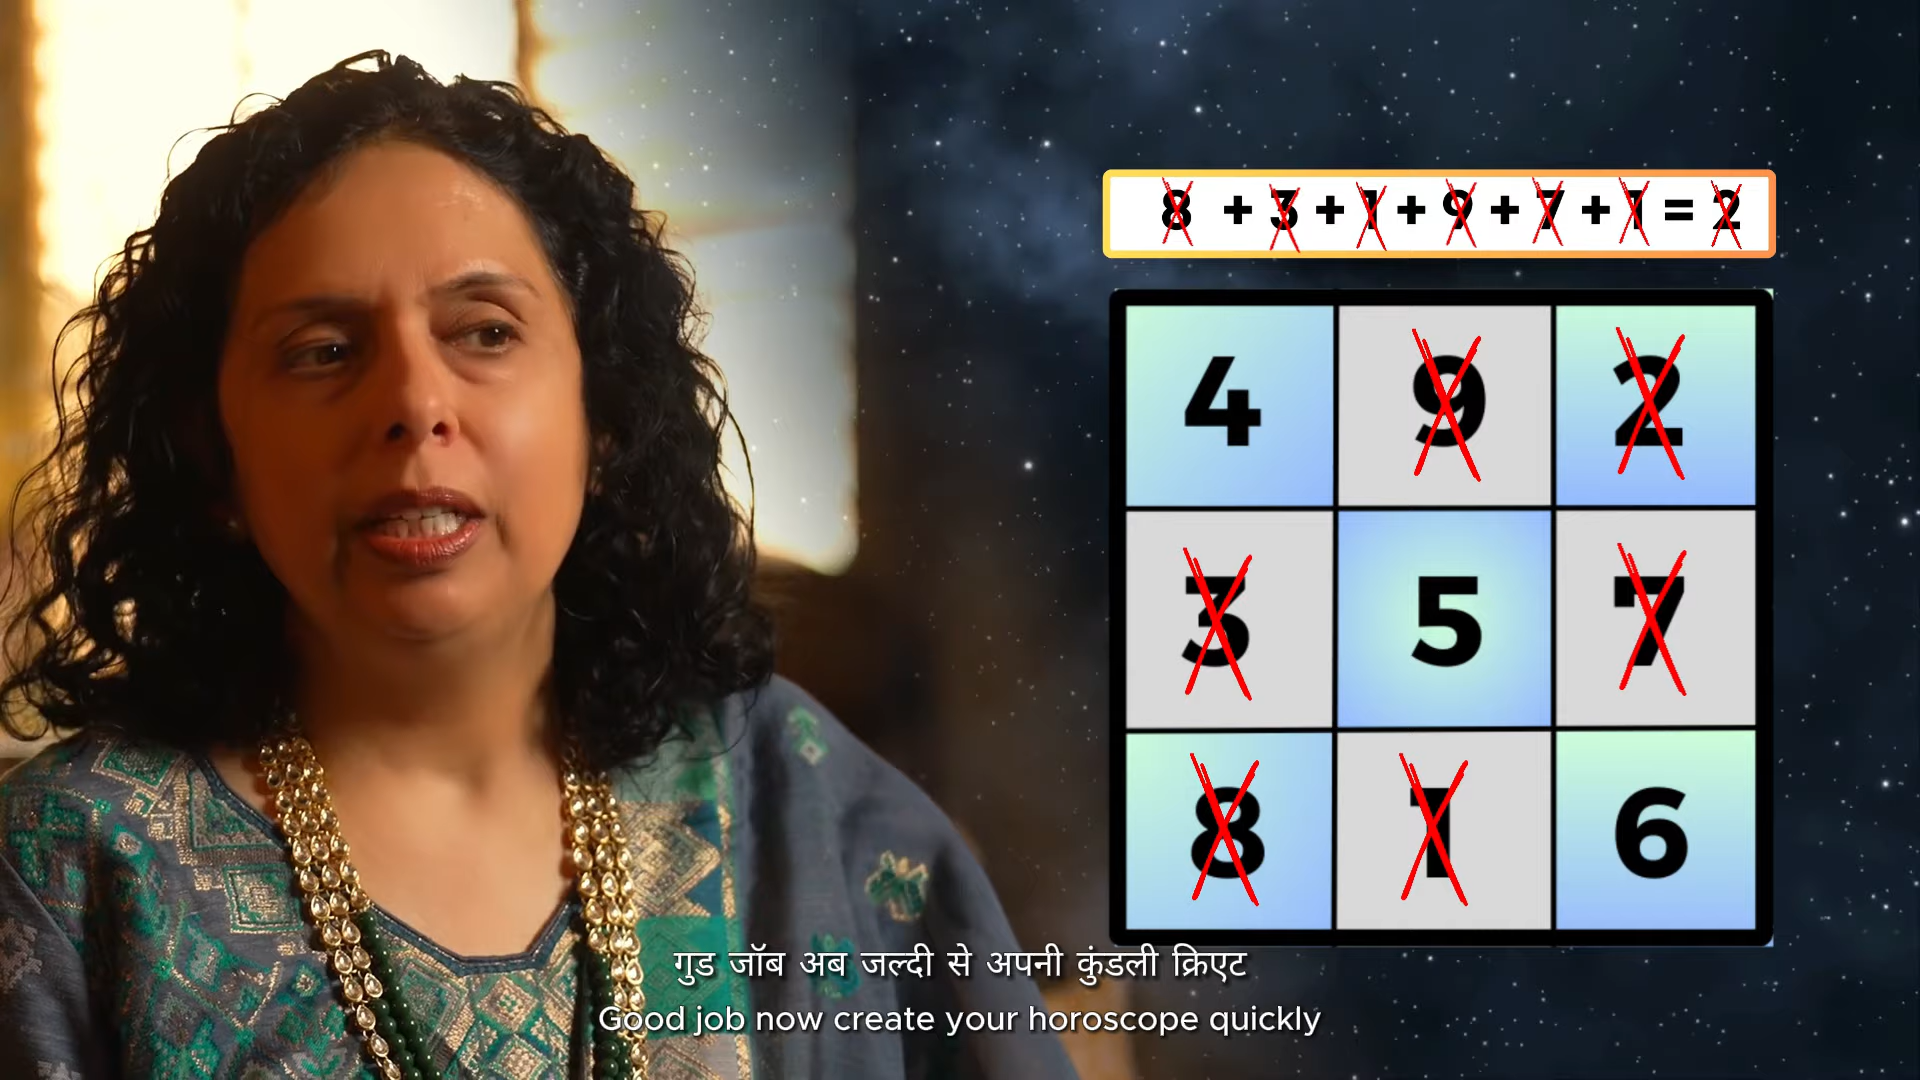 8 + 3 + 1 + 9 + 7 + 1 = 2
4 9 2
3 5 7
8 1 6
गुड जॉब अब जल्दी से अपनी कुंडली क्रिएट
Good job now create your horoscope quickly